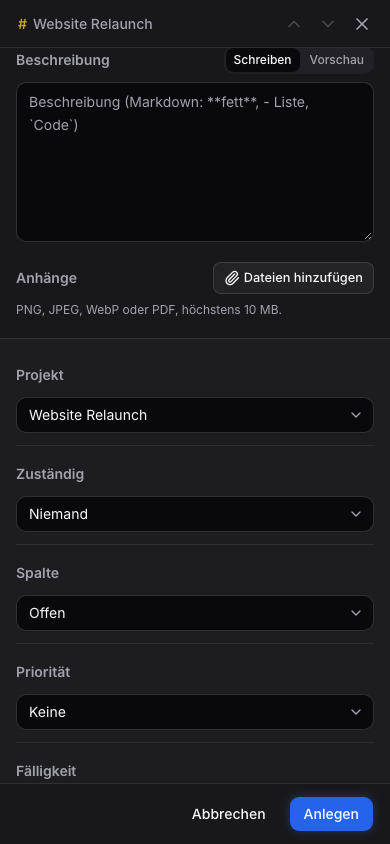 # Website Relaunch
Beschreibung
Schreiben
Vorschau
Beschreibung (Markdown: **fett**, - Liste,
`Code`)
Anhänge
Dateien hinzufügen
PNG, JPEG, WebP oder PDF, höchstens 10 MB.
Projekt
Website Relaunch
Zuständig
Niemand
Spalte
Offen
Priorität
Keine
Fälligkeit
Abbrechen
Anlegen